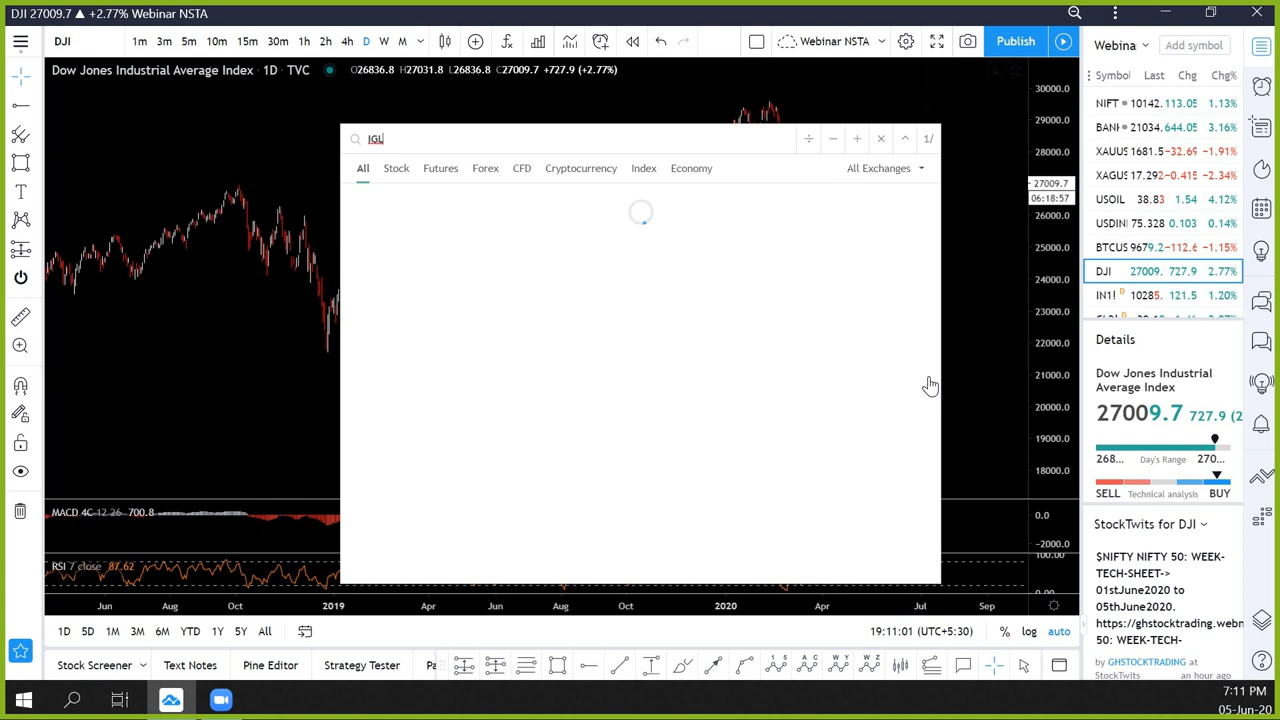 DJI 27009.7 ▲ +2.77% Webinar NSTA
DJI 1m 3m 5m 10m 15m 30m 1h 2h 4h D W M Webinar NSTA Publish
Webina Add symbol
Dow Jones Industrial Average Index · 1D · TVC O26836.8 H27031.8 L26836.8 C27009.7 +727.9 (+2.77%)
Symbol Last Chg Chg%
NIFT 10142. 113.05 1.13%
BANK 21034. 644.05 3.16%
XAUUS 1681.5 −32.69 −1.91%
XAGUS 17.292 −0.415 −2.34%
USOIL 38.83 1.54 4.12%
USDINI 75.328 0.103 0.14%
BTCUS 9679.2 −112.6 −1.15%
DJI 27009. 727.9 2.77%
IN1! D 10285. 121.5 1.20%
IGL
÷ − + × 1/
All Stock Futures Forex CFD Cryptocurrency Index Economy All Exchanges
30000.0
29000.0
28000.0
27009.7
06:18:57
26000.0
25000.0
24000.0
23000.0
22000.0
21000.0
20000.0
19000.0
18000.0
0.0
−2000.0
100.00
Details
Dow Jones Industrial
Average Index
27009.7 727.9 (2
268... Day's Range 270...
SELL Technical analysis BUY
StockTwits for DJI
$NIFTY NIFTY 50: WEEK-
TECH-SHEET->
01stJune2020 to
05thJune2020.
https://ghstocktrading.webn
50: WEEK-TECH-
by GHSTOCKTRADING at
StockTwits an hour ago
MACD 4C 12 26 700.8
RSI 7 close 87.62
Jun Aug Oct 2019 Apr Jun Aug Oct 2020 Apr Jul Sep
1D 5D 1M 3M 6M YTD 1Y 5Y All
19:11:01 (UTC+5:30) % log auto
Stock Screener Text Notes Pine Editor Strategy Tester Pa
7:11 PM
05-Jun-20